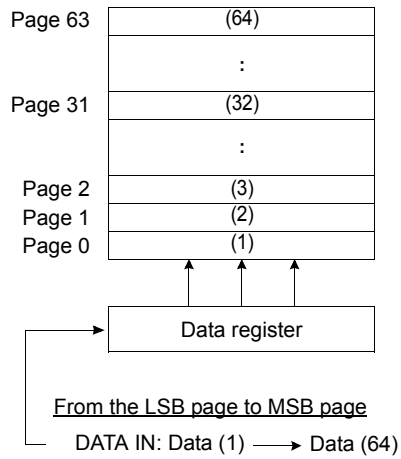 Page 63 (64)
:
Page 31 (32)
:
Page 2 (3)
Page 1 (2)
Page 0 (1)
Data register
From the LSB page to MSB page
DATA IN: Data (1) Data (64)